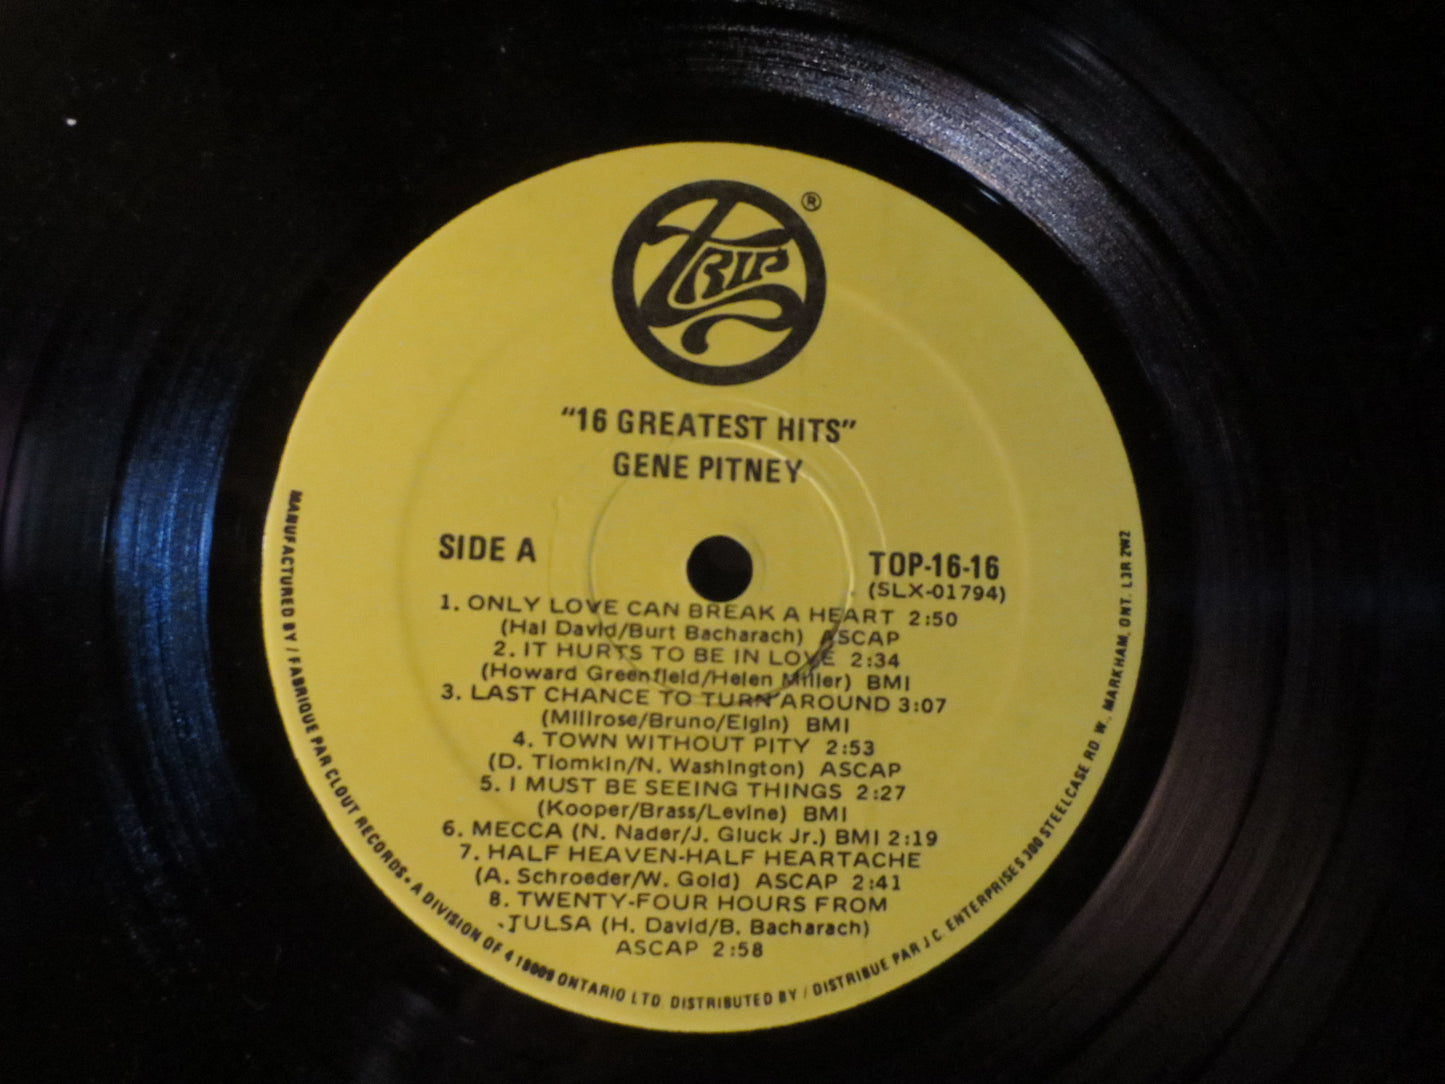 TRIP ®
"16 GREATEST HITS"
GENE PITNEY
SIDE A
TOP-16-16
(SLX-01794)
1. ONLY LOVE CAN BREAK A HEART 2:50
(Hal David/Burt Bacharach) ASCAP
2. IT HURTS TO BE IN LOVE 2:34
(Howard Greenfield/Helen Miller) BMI
3. LAST CHANCE TO TURN AROUND 3:07
(Millrose/Bruno/Elgin) BMI
4. TOWN WITHOUT PITY 2:53
(D. Tiomkin/N. Washington) ASCAP
5. I MUST BE SEEING THINGS 2:27
(Kooper/Brass/Levine) BMI
6. MECCA (N. Nader/J. Gluck Jr.) BMI 2:19
7. HALF HEAVEN-HALF HEARTACHE
(A. Schroeder/W. Gold) ASCAP 2:41
8. TWENTY-FOUR HOURS FROM
TULSA (H. David/B. Bacharach)
ASCAP 2:58
MANUFACTURED BY / FABRIQUE PAR CLOUT RECORDS • A DIVISION OF 418009 ONTARIO LTD. DISTRIBUTED BY / DISTRIBUE PAR J.C. ENTERPRISES 300 STEELCASE RD. W., MARKHAM, ONT. L3R 2W2